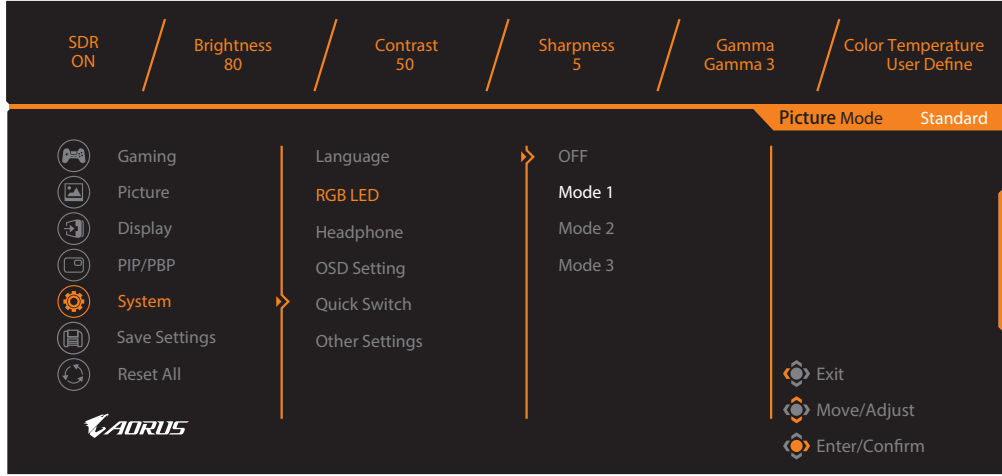 SDR
ON
Brightness
80
Contrast
50
Sharpness
5
Gamma
Gamma 3
Color Temperature
User Define
Picture Mode Standard
Gaming
Picture
Display
PIP/PBP
System
Save Settings
Reset All
Language
RGB LED
Headphone
OSD Setting
Quick Switch
Other Settings
OFF
Mode 1
Mode 2
Mode 3
Exit
Move/Adjust
Enter/Confirm
AORUS